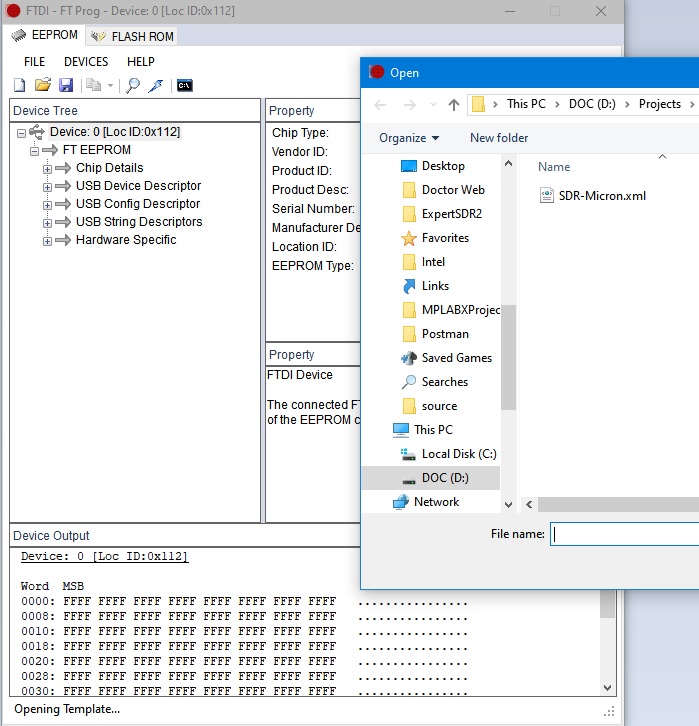 FTDI - FT Prog - Device: 0 [Loc ID:0x112]
EEPROM
FLASH ROM
FILE DEVICES HELP
Device Tree
Device: 0 [Loc ID:0x112]
FT EEPROM
Chip Details
USB Device Descriptor
USB Config Descriptor
USB String Descriptors
Hardware Specific
Property
Chip Type:
Vendor ID:
Product ID:
Product Desc:
Serial Number:
Manufacturer De
Location ID:
EEPROM Type:
Property
FTDI Device
The connected FT
of the EEPROM c
Open
This PC > DOC (D:) > Projects >
Organize New folder
Desktop
Doctor Web
ExpertSDR2
Favorites
Intel
Links
MPLABXProjec
Postman
Saved Games
Searches
source
This PC
Local Disk (C:)
DOC (D:)
Network
Name
SDR-Micron.xml
File name:
Device Output
Device: 0 [Loc ID:0x112]
Word MSB
0000: FFFF FFFF FFFF FFFF FFFF FFFF FFFF FFFF ................
0008: FFFF FFFF FFFF FFFF FFFF FFFF FFFF FFFF ................
0010: FFFF FFFF FFFF FFFF FFFF FFFF FFFF FFFF ................
0018: FFFF FFFF FFFF FFFF FFFF FFFF FFFF FFFF ................
0020: FFFF FFFF FFFF FFFF FFFF FFFF FFFF FFFF ................
0028: FFFF FFFF FFFF FFFF FFFF FFFF FFFF FFFF ................
0030: FFFF FFFF FFFF FFFF FFFF FFFF FFFF FFFF ................
Opening Template...